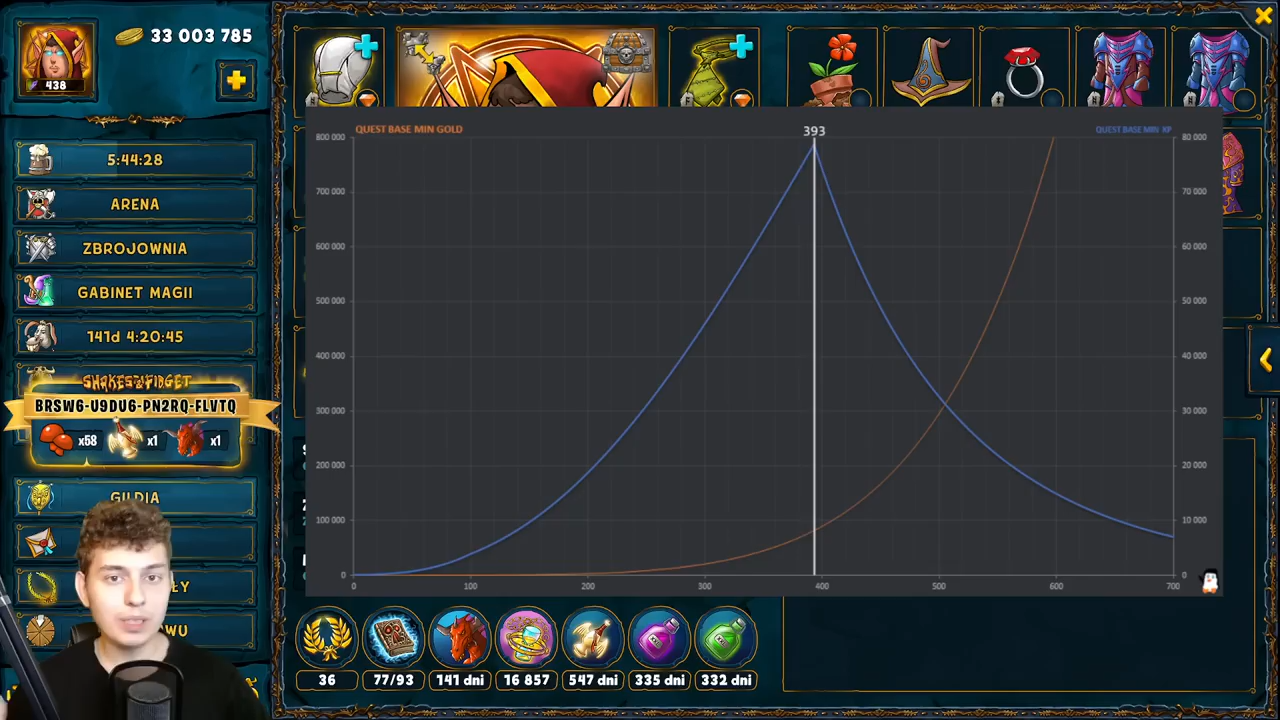 33 003 785
438
5:44:28
ARENA
ZBROJOWNIA
GABINET MAGII
141d 4:20:45
SHAKES & FIDGET
BRSW6-U9DU6-PN2RQ-FLVTQ
x58
x1
x1
GILDIA
ŁY
WU
QUEST BASE MIN GOLD
393
QUEST BASE MIN XP
800 000
700 000
600 000
500 000
400 000
300 000
200 000
100 000
0
80 000
70 000
60 000
50 000
40 000
30 000
20 000
10 000
0
0
100
200
300
400
500
600
700
36
77/93
141 dni
16 857
547 dni
335 dni
332 dni